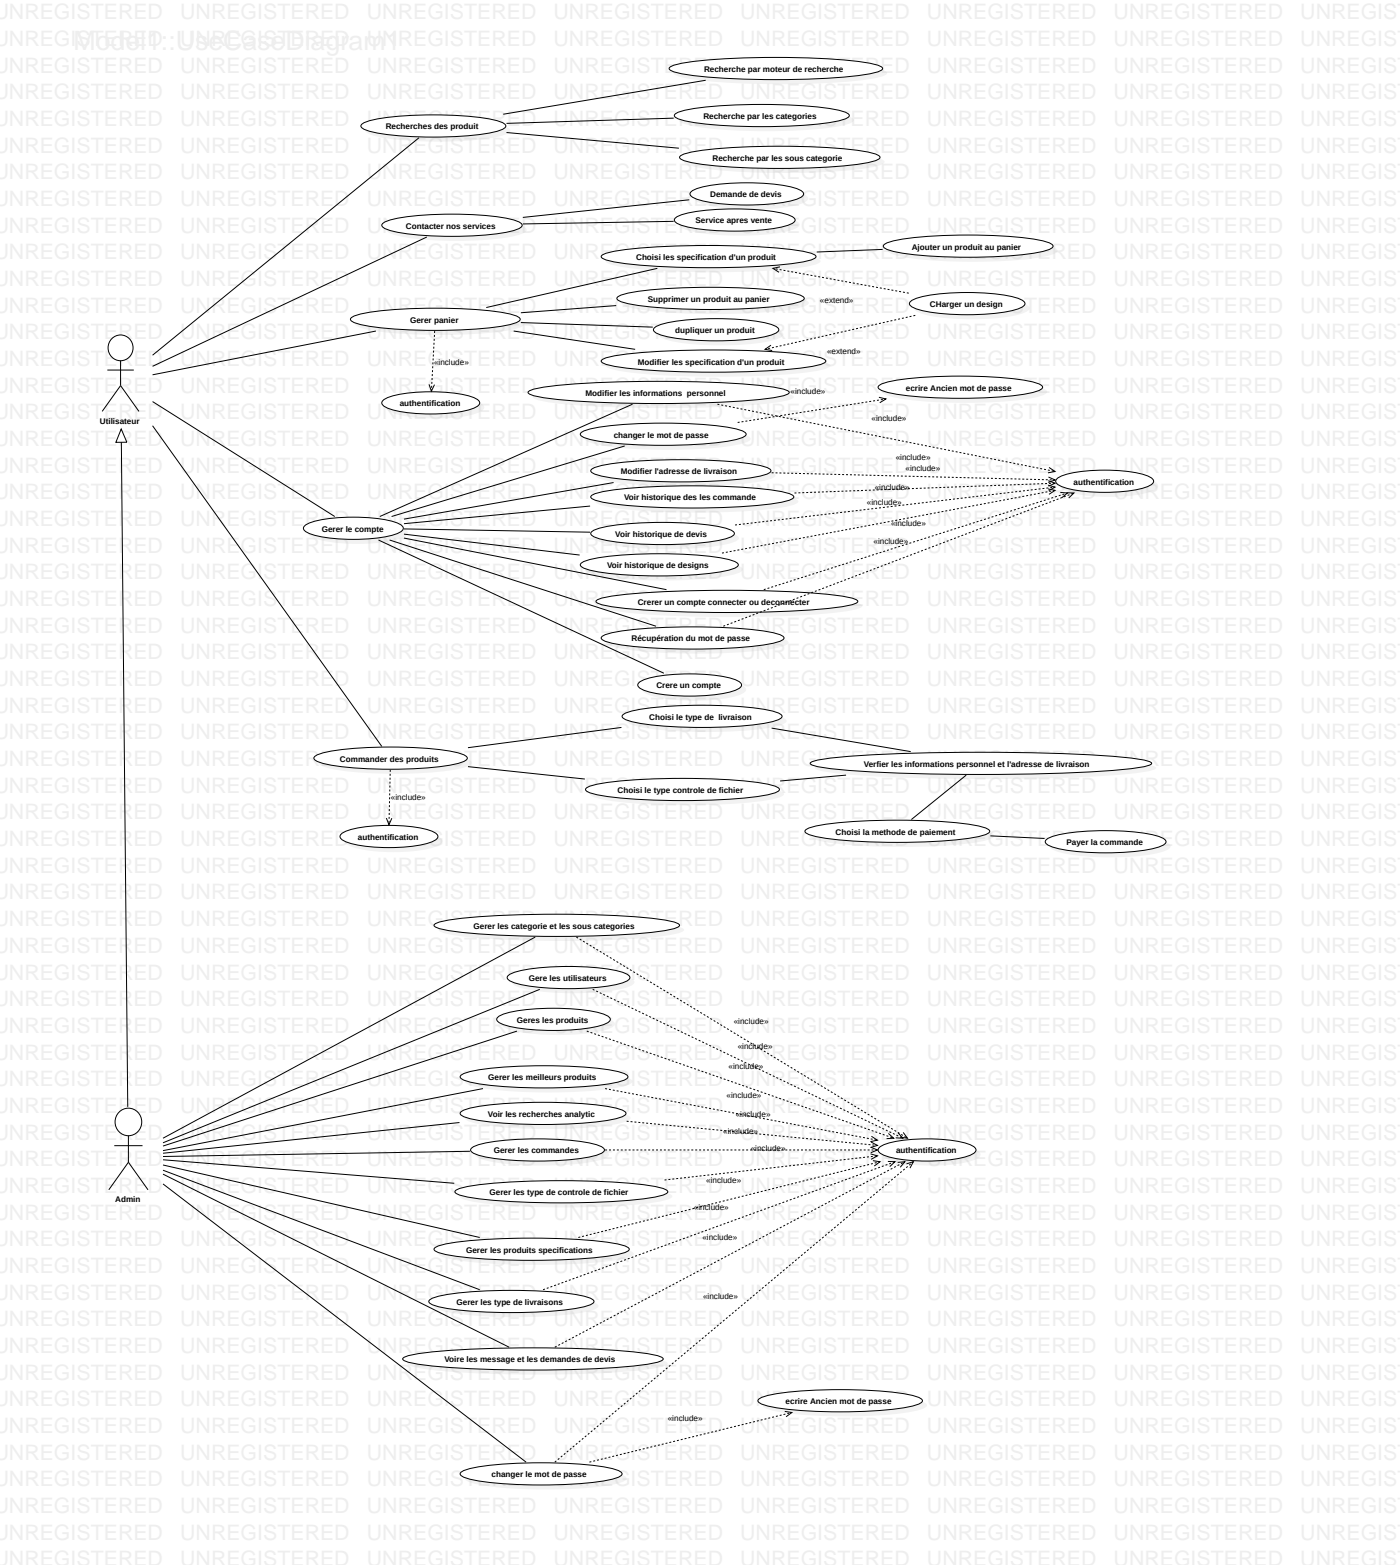 Model1::UseCaseDiagram1
Recherche par moteur de recherche
Recherches des produit
Recherche par les categories
Recherche par les sous categorie
Demande de devis
Contacter nos services
Service apres vente
Choisi les specification d'un produit
Ajouter un produit au panier
Supprimer un produit au panier
«extend»
CHarger un design
Gerer panier
dupliquer un produit
«include»
Modifier les specification d'un produit
«extend»
authentification
Modifier les informations  personnel
«include»
ecrire Ancien mot de passe
Utilisateur
changer le mot de passe
«include»
«include»
Modifier l'adresse de livraison
«include»
authentification
Voir historique des les commande
«include»
«include»
Gerer le compte
Voir historique de devis
«include»
«include»
Voir historique de designs
Crerer un compte connecter ou deconnecter
Récupération du mot de passe
Crere un compte
Choisi le type de  livraison
Commander des produits
Verfier les informations personnel et l'adresse de livraison
Choisi le type controle de fichier
«include»
authentification
Choisi la methode de paiement
Payer la commande
Gerer les categorie et les sous categories
Gere les utilisateurs
Geres les produits
«include»
«include»
«include»
Gerer les meilleurs produits
«include»
Voir les recherches analytic
«include»
«include»
Gerer les commandes
«include»
authentification
Gerer les type de controle de fichier
«include»
Admin
«include»
«include»
Gerer les produits specifications
Gerer les type de livraisons
«include»
Voire les message et les demandes de devis
ecrire Ancien mot de passe
«include»
changer le mot de passe
UNREGISTERED